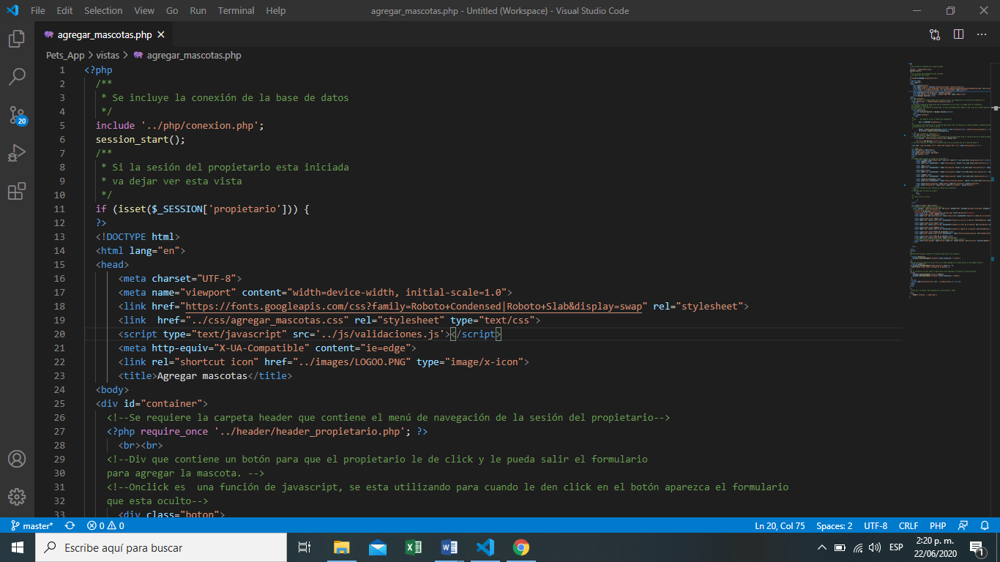 File Edit Selection View Go Run Terminal Help agregar_mascotas.php - Untitled (Workspace) - Visual Studio Code
agregar_mascotas.php
Pets_App > vistas > agregar_mascotas.php
1 <?php
2 /**
3 * Se incluye la conexión de la base de datos
4 */
5 include '../php/conexion.php';
6 session_start();
7 /**
8 * Si la sesión del propietario esta iniciada
9 * va dejar ver esta vista
10 */
11 if (isset($_SESSION['propietario'])) {
12 ?>
13 <!DOCTYPE html>
14 <html lang="en">
15 <head>
16 <meta charset="UTF-8">
17 <meta name="viewport" content="width=device-width, initial-scale=1.0">
18 <link href="https://fonts.googleapis.com/css?family=Roboto+Condensed|Roboto+Slab&display=swap" rel="stylesheet">
19 <link  href="../css/agregar_mascotas.css" rel="stylesheet" type="text/css">
20 <script type="text/javascript" src='../js/validaciones.js'></script>
21 <meta http-equiv="X-UA-Compatible" content="ie=edge">
22 <link rel="shortcut icon" href="../images/LOGOO.PNG" type="image/x-icon">
23 <title>Agregar mascotas</title>
24 <body>
25 <div id="container">
26 <!--Se requiere la carpeta header que contiene el menú de navegación de la sesión del propietario-->
27 <?php require_once '../header/header_propietario.php'; ?>
28 <br><br>
29 <!--Div que contiene un botón para que el propietario le de click y le pueda salir el formulario
30 para agregar la mascota. -->
31 <!--Onclick es  una función de javascript, se esta utilizando para cuando le den click en el botón aparezca el formulario
32 que esta oculto-->
33 <div class="boton">
20
master* 0 0 Ln 20, Col 75 Spaces: 2 UTF-8 CRLF PHP
Escribe aquí para buscar
ESP
2:20 p. m.
22/06/2020
1